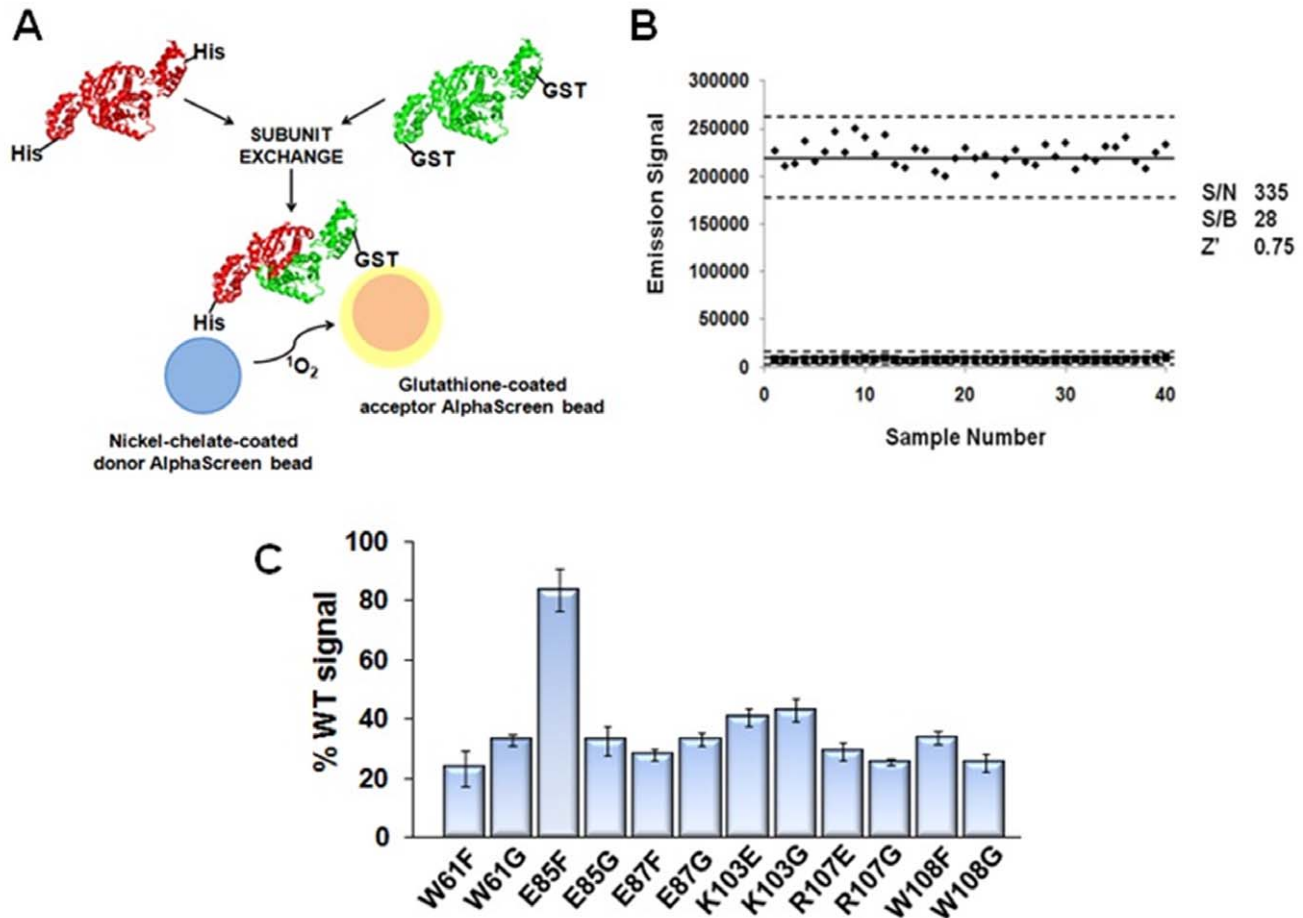 A
His
His
GST
GST
SUBUNIT
EXCHANGE
GST
His
¹O₂
Glutathione-coated
acceptor AlphaScreen bead
Nickel-chelate-coated
donor AlphaScreen bead
B
Emission Signal
300000
250000
200000
150000
100000
50000
0
0 10 20 30 40
Sample Number
S/N 335
S/B 28
Z' 0.75
C
% WT signal
100
80
60
40
20
0
W61F W61G E85F E85G E87F E87G K103E K103G R107E R107G W108F W108G